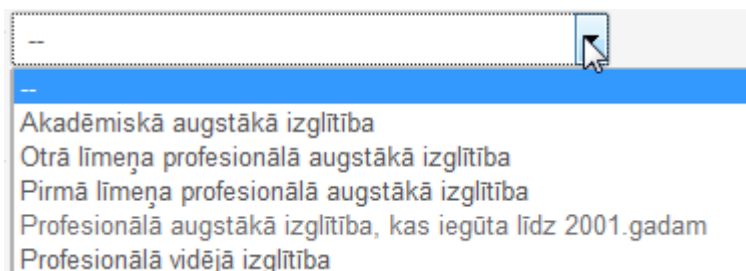 --
--
Akadēmiskā augstākā izglītība
Otrā līmeņa profesionālā augstākā izglītība
Pirmā līmeņa profesionālā augstākā izglītība
Profesionālā augstākā izglītība, kas iegūta līdz 2001.gadam
Profesionālā vidējā izglītība